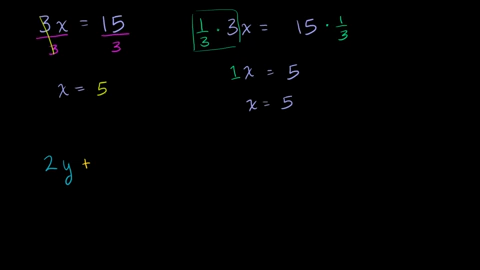 3x = 15
3 3
x = 5
1/3 · 3x = 15 · 1/3
1x = 5
x = 5
2y +